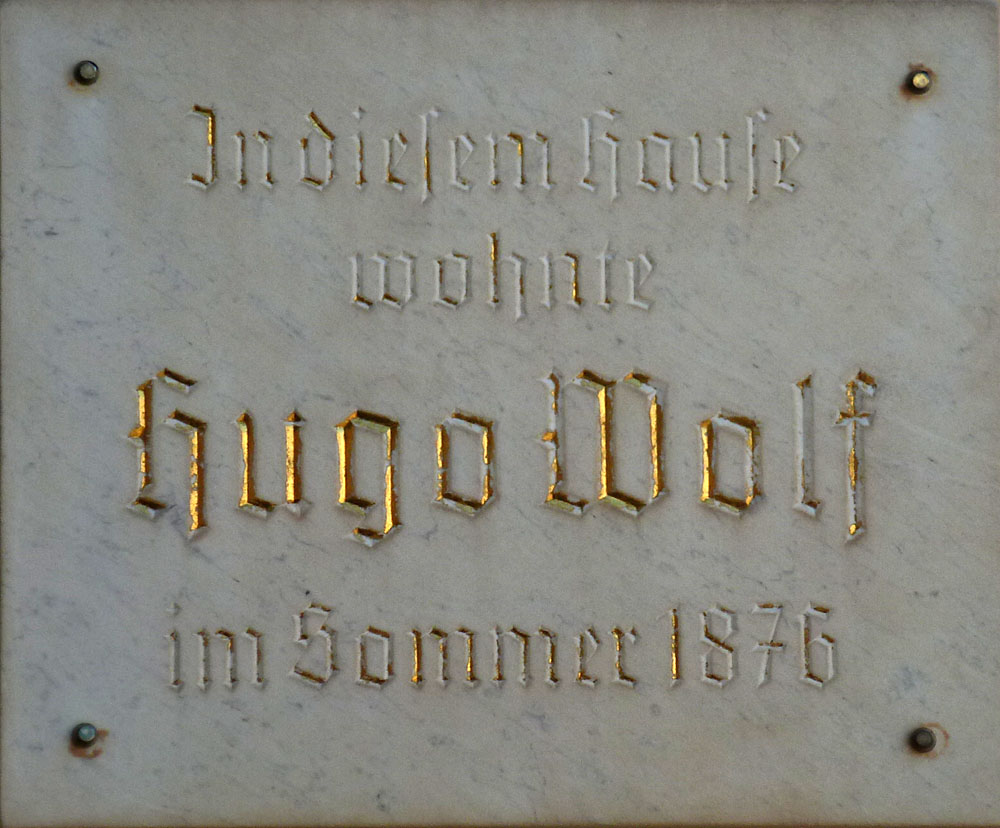 In diesem Hause
wohnte
Hugo Wolf
im Sommer 1876